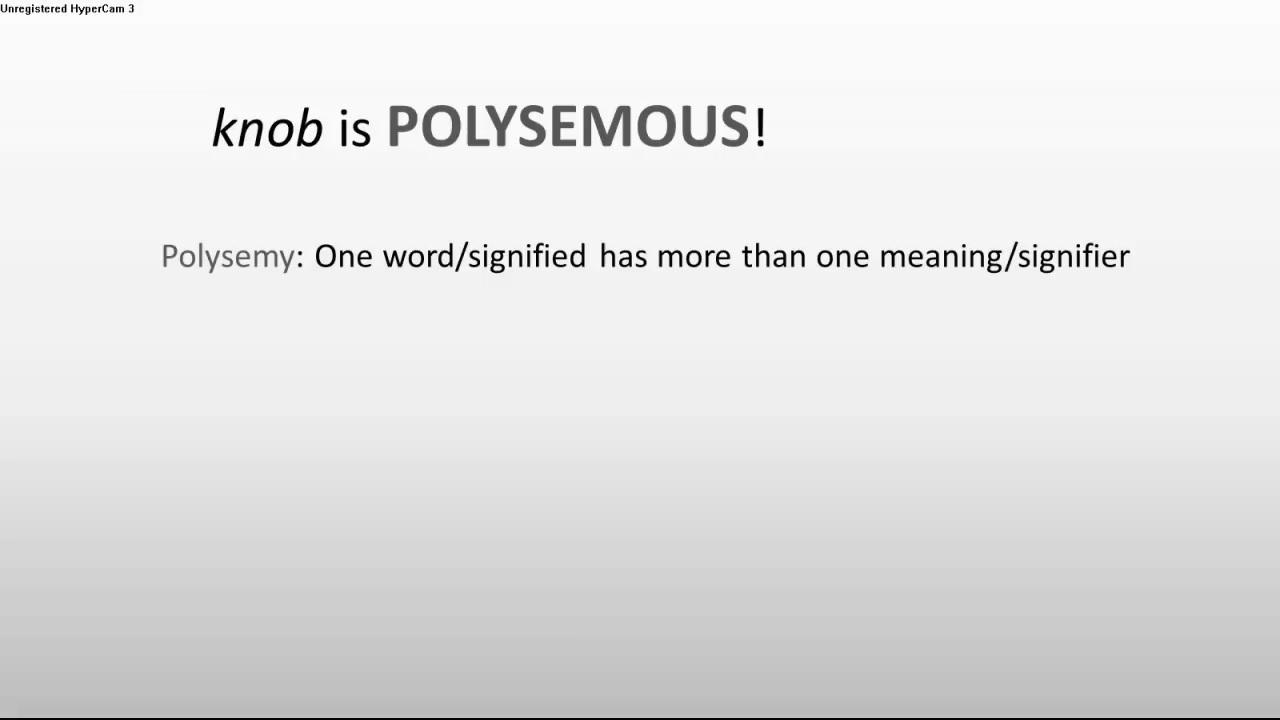 Unregistered HyperCam 3
knob is POLYSEMOUS!
Polysemy: One word/signified has more than one meaning/signifier